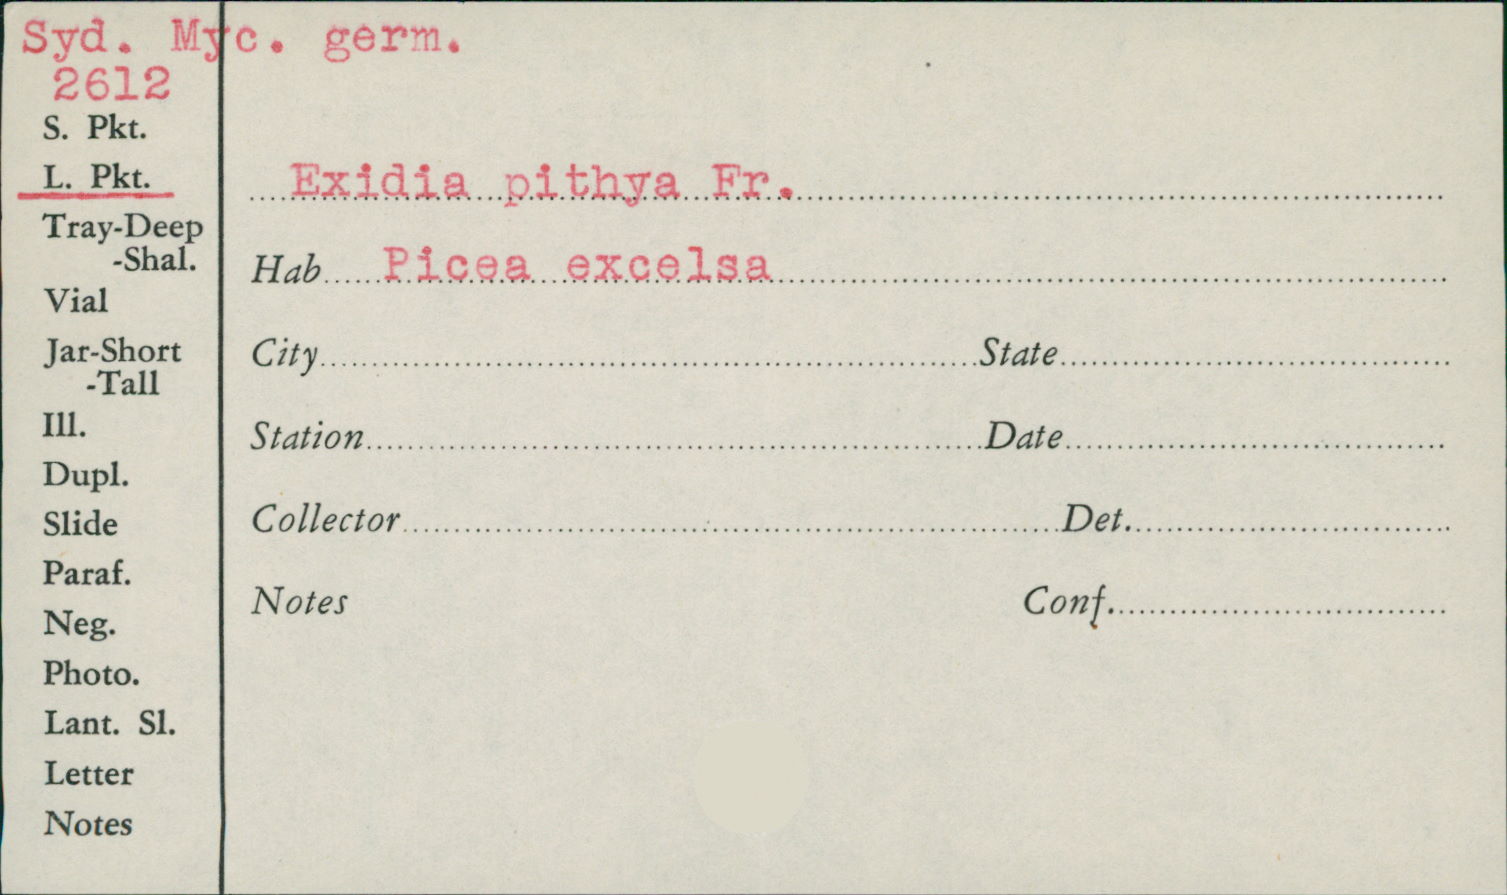 Syd. Myc. germ.
2612
S. Pkt.
L. Pkt.
Tray-Deep
-Shal.
Vial
Jar-Short
-Tall
Ill.
Dupl.
Slide
Paraf.
Neg.
Photo.
Lant. Sl.
Letter
Notes
Exidia pithya Fr.
Hab Picea excelsa
City State
Station Date
Collector Det.
Notes Conf.